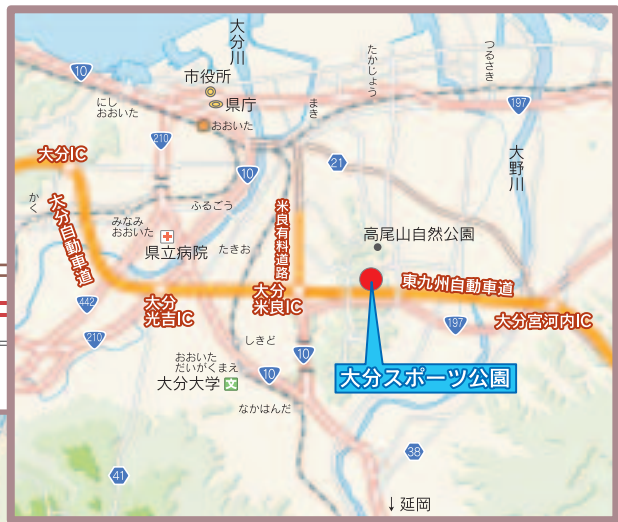 大分川
10
市役所
県庁
おおいた
にし
おおいた
まき
たかじょう
つるさき
197
大分IC
210
10
21
大野川
かく
大分自動車道
ふるごう
みなみ
おおいた
県立病院
たきお
米良有料道路
高尾山自然公園
442
大分
光吉IC
大分
米良IC
東九州自動車道
大分宮河内IC
210
197
しきど
10
おおいた
だいがくまえ
大分大学
文
10
大分スポーツ公園
なかはんだ
41
38
↓延岡